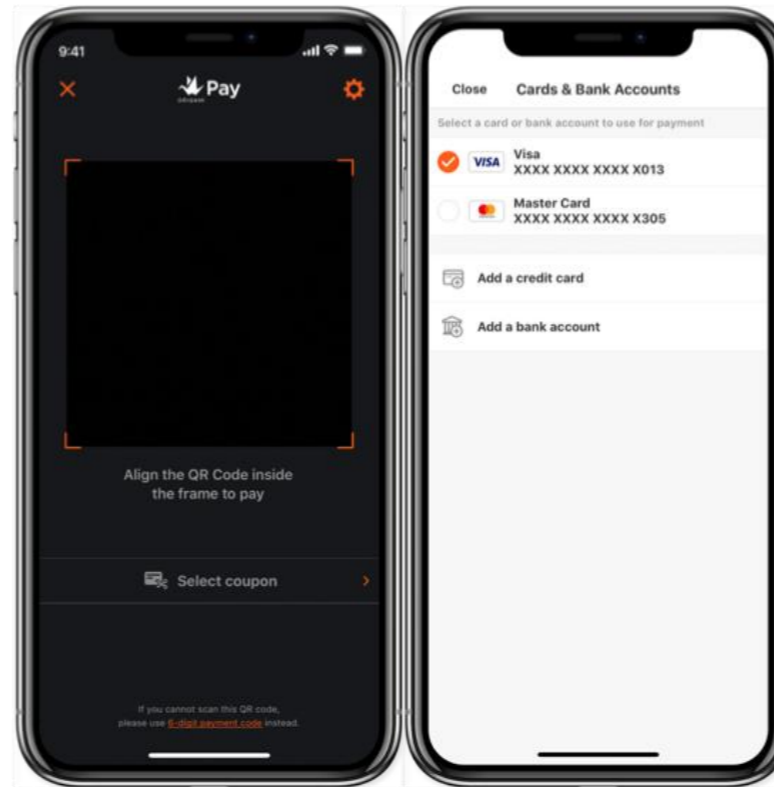 9:41
Pay
ORIGAMI
Align the QR Code inside
the frame to pay
Select coupon
If you cannot scan this QR code,
please use 6-digit payment code instead.
Close Cards & Bank Accounts
Select a card or bank account to use for payment
VISA
Visa
XXXX XXXX XXXX X013
Master Card
XXXX XXXX XXXX X305
Add a credit card
Add a bank account